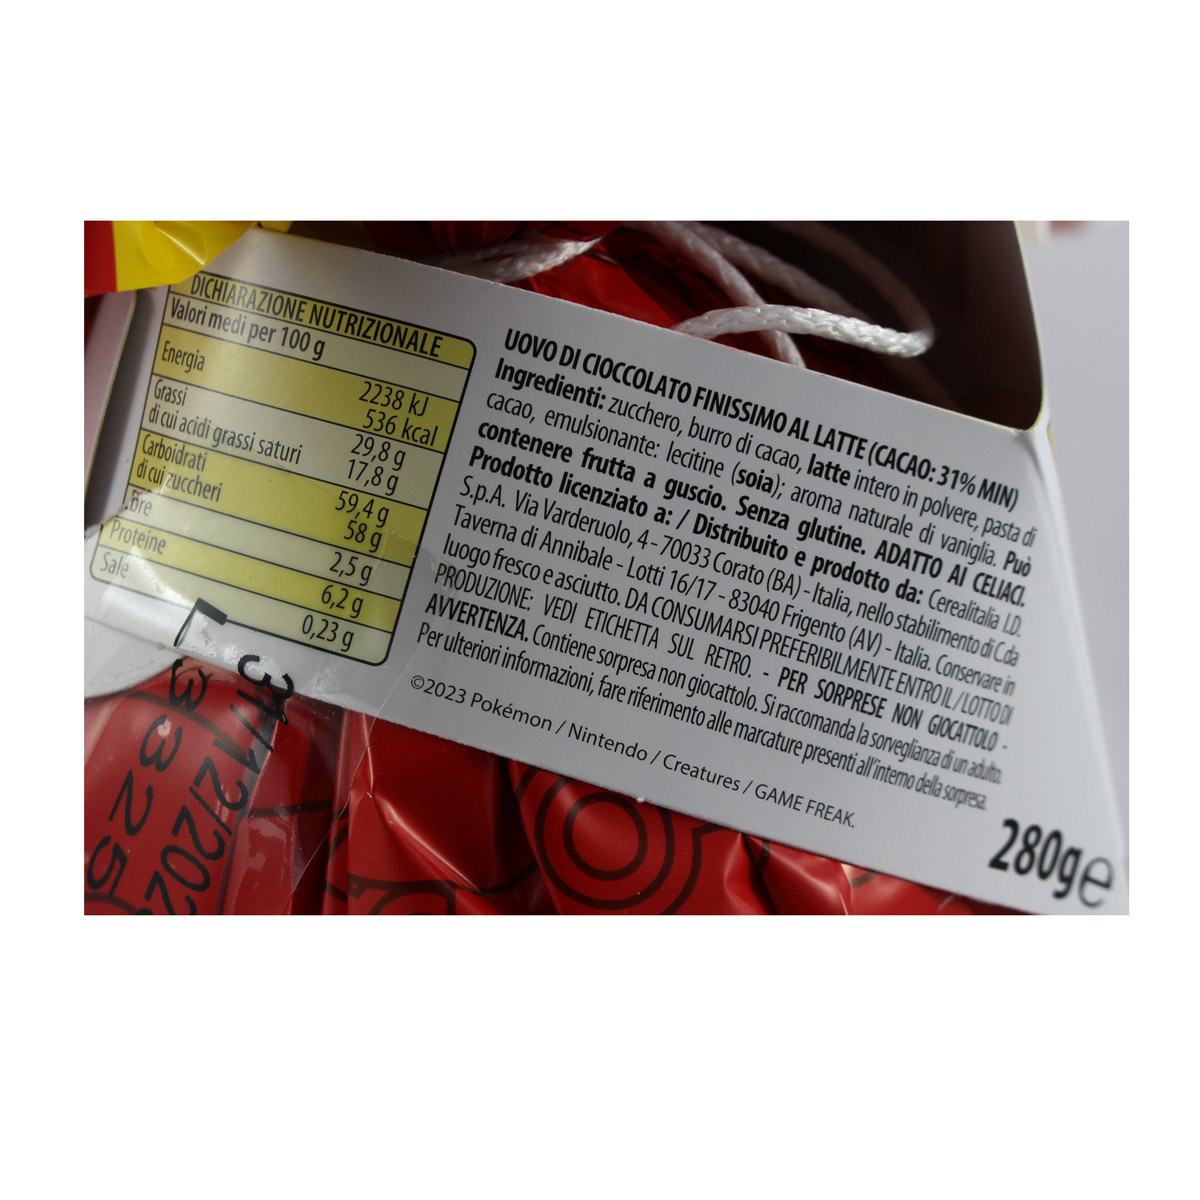 DICHIARAZIONE NUTRIZIONALE
Valori medi per 100 g
Energia 2238 kJ
536 kcal
Grassi 29,8 g
di cui acidi grassi saturi 17,8 g
Carboidrati 59,4 g
di cui zuccheri 58 g
Fibre 2,5 g
Proteine 6,2 g
Sale 0,23 g
UOVO DI CIOCCOLATO FINISSIMO AL LATTE (CACAO: 31% MIN)
Ingredienti: zucchero, burro di cacao, latte intero in polvere, pasta di
cacao, emulsionante: lecitine (soia); aroma naturale di vaniglia. Può
contenere frutta a guscio. Senza glutine. ADATTO AI CELIACI.
Prodotto licenziato a: / Distribuito e prodotto da: Cerealitalia I.D.
S.p.A. Via Varderuolo, 4 - 70033 Corato (BA) - Italia, nello stabilimento di C.da
Taverna di Annibale - Lotti 16/17 - 83040 Frigento (AV) - Italia. Conservare in
luogo fresco e asciutto. DA CONSUMARSI PREFERIBILMENTE ENTRO IL / LOTTO DI
PRODUZIONE: VEDI ETICHETTA SUL RETRO. - PER SORPRESE NON GIOCATTOLO -
AVVERTENZA. Contiene sorpresa non giocattolo. Si raccomanda la sorveglianza di un adulto.
Per ulteriori informazioni, fare riferimento alle marcature presenti all'interno della sorpresa.
©2023 Pokémon / Nintendo / Creatures / GAME FREAK.
280g e
31/12/202
3325